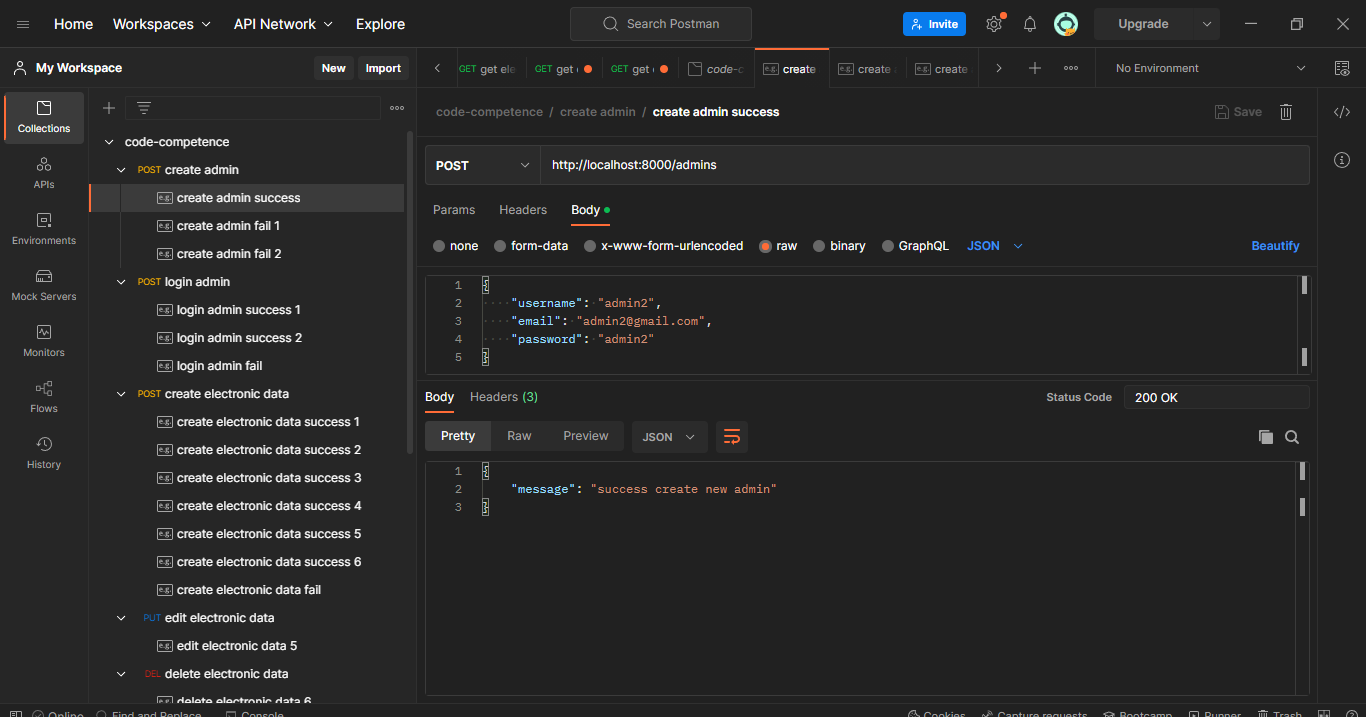 Home Workspaces API Network Explore Search Postman Invite Upgrade
My Workspace New Import
GET get ele GET get GET get code-c e.g. create e.g. create e.g. create No Environment
Collections
APIs
Environments
Mock Servers
Monitors
Flows
History
code-competence
POST create admin
e.g. create admin success
e.g. create admin fail 1
e.g. create admin fail 2
POST login admin
e.g. login admin success 1
e.g. login admin success 2
e.g. login admin fail
POST create electronic data
e.g. create electronic data success 1
e.g. create electronic data success 2
e.g. create electronic data success 3
e.g. create electronic data success 4
e.g. create electronic data success 5
e.g. create electronic data success 6
e.g. create electronic data fail
PUT edit electronic data
e.g. edit electronic data 5
DEL delete electronic data
e.g. delete electronic data 6
code-competence / create admin / create admin success Save
POST http://localhost:8000/admins
Params Headers Body
none form-data x-www-form-urlencoded raw binary GraphQL JSON Beautify
1 {
2 "username": "admin2",
3 "email": "admin2@gmail.com",
4 "password": "admin2"
5 }
Body Headers (3) Status Code 200 OK
Pretty Raw Preview JSON
1 {
2 "message": "success create new admin"
3 }
Online Find and Replace Console Cookies Capture requests Bootcamp Runner Trash